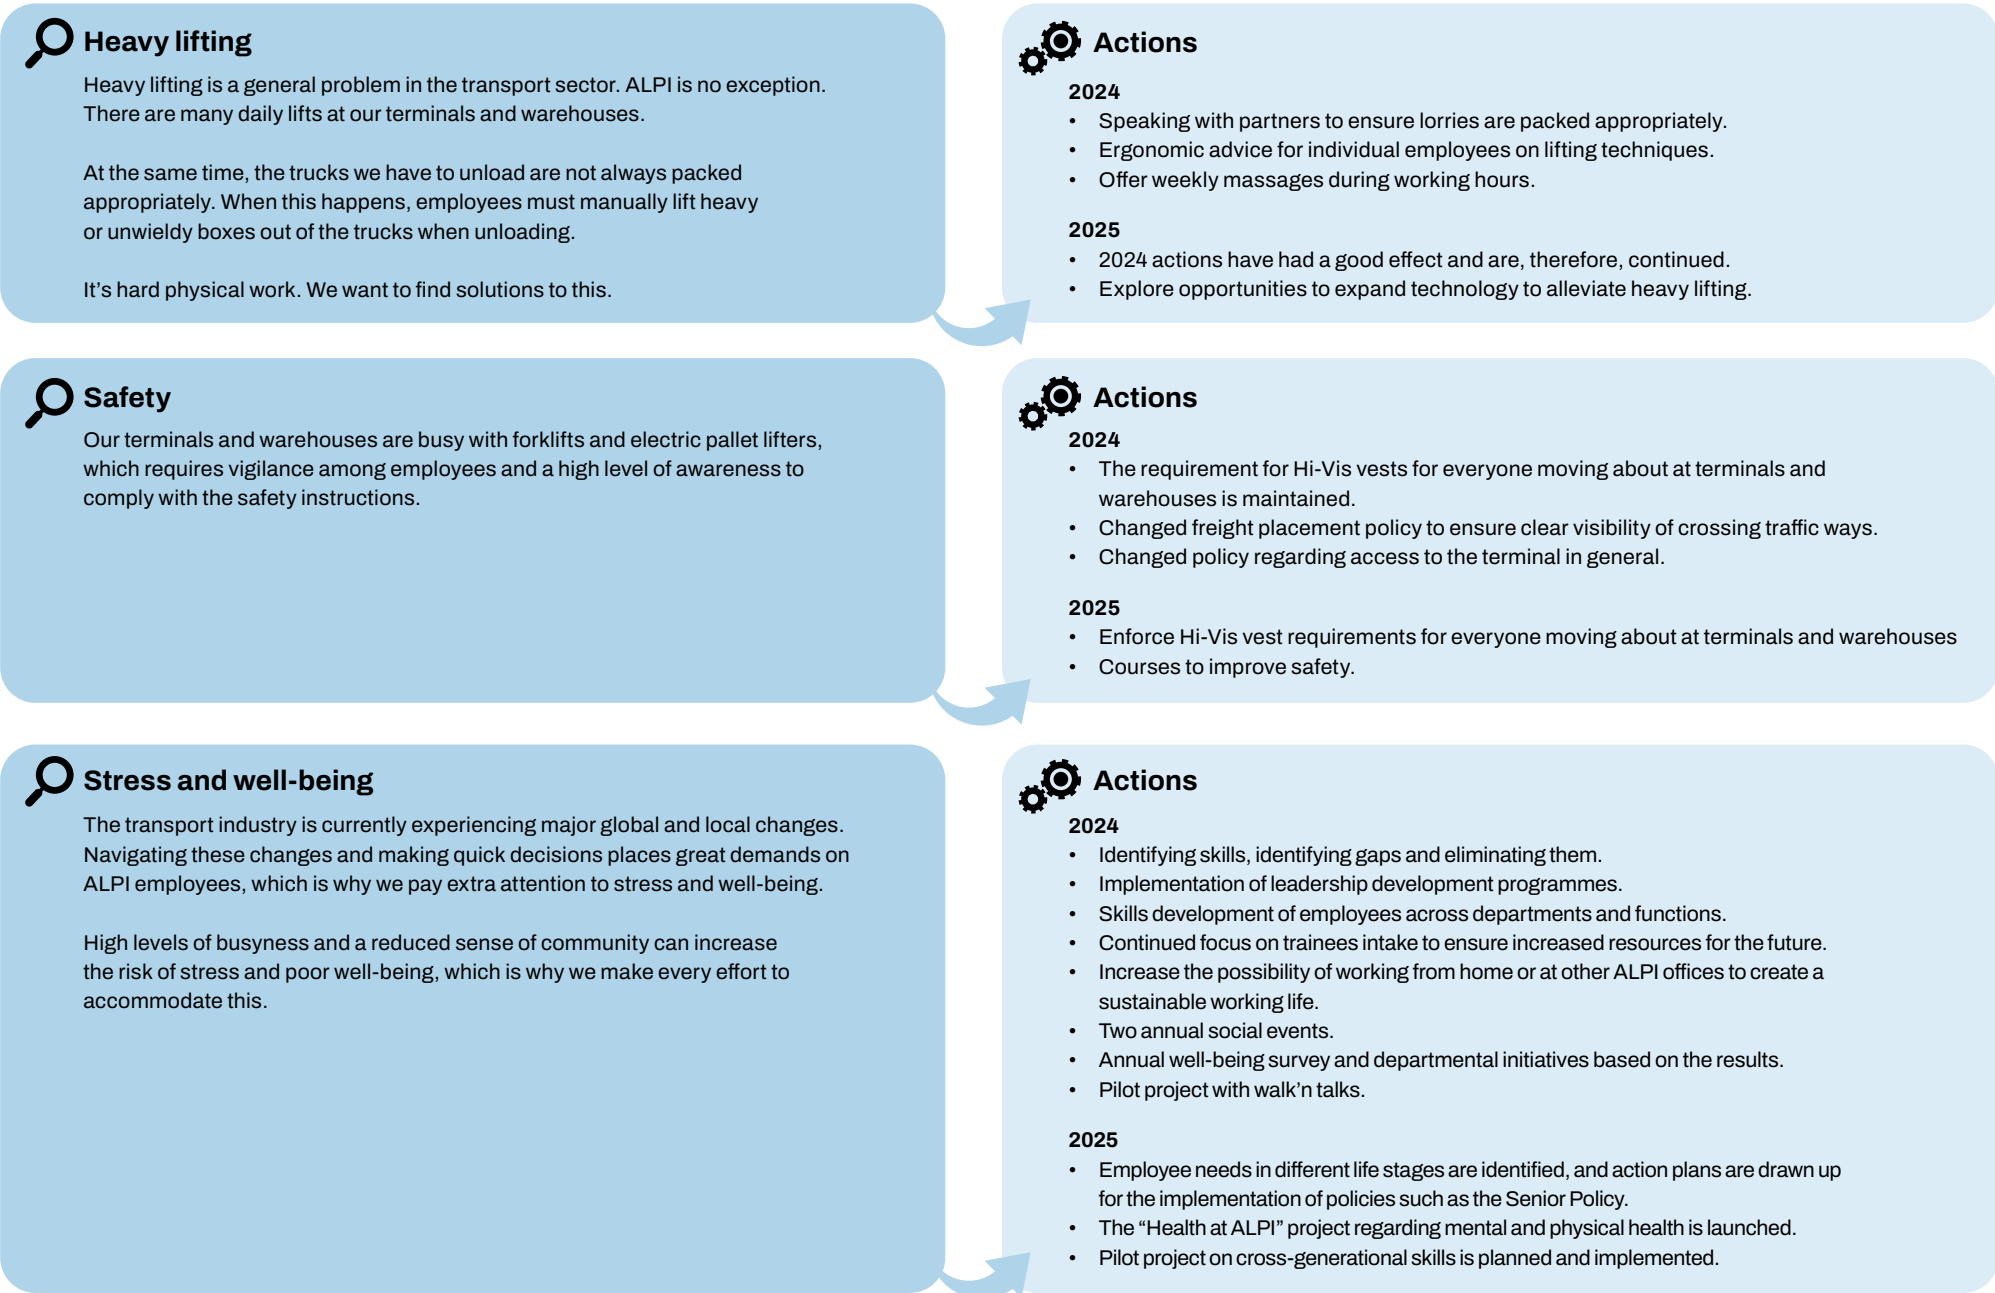 Heavy lifting
Heavy lifting is a general problem in the transport sector. ALPI is no exception.
There are many daily lifts at our terminals and warehouses.
At the same time, the trucks we have to unload are not always packed
appropriately. When this happens, employees must manually lift heavy
or unwieldy boxes out of the trucks when unloading.
It’s hard physical work. We want to find solutions to this.
Actions
2024
• Speaking with partners to ensure lorries are packed appropriately.
• Ergonomic advice for individual employees on lifting techniques.
• Offer weekly massages during working hours.
2025
• 2024 actions have had a good effect and are, therefore, continued.
• Explore opportunities to expand technology to alleviate heavy lifting.
Safety
Our terminals and warehouses are busy with forklifts and electric pallet lifters,
which requires vigilance among employees and a high level of awareness to
comply with the safety instructions.
Actions
2024
• The requirement for Hi-Vis vests for everyone moving about at terminals and
warehouses is maintained.
• Changed freight placement policy to ensure clear visibility of crossing traffic ways.
• Changed policy regarding access to the terminal in general.
2025
• Enforce Hi-Vis vest requirements for everyone moving about at terminals and warehouses
• Courses to improve safety.
Stress and well-being
The transport industry is currently experiencing major global and local changes.
Navigating these changes and making quick decisions places great demands on
ALPI employees, which is why we pay extra attention to stress and well-being.
High levels of busyness and a reduced sense of community can increase
the risk of stress and poor well-being, which is why we make every effort to
accommodate this.
Actions
2024
• Identifying skills, identifying gaps and eliminating them.
• Implementation of leadership development programmes.
• Skills development of employees across departments and functions.
• Continued focus on trainees intake to ensure increased resources for the future.
• Increase the possibility of working from home or at other ALPI offices to create a
sustainable working life.
• Two annual social events.
• Annual well-being survey and departmental initiatives based on the results.
• Pilot project with walk’n talks.
2025
• Employee needs in different life stages are identified, and action plans are drawn up
for the implementation of policies such as the Senior Policy.
• The “Health at ALPI” project regarding mental and physical health is launched.
• Pilot project on cross-generational skills is planned and implemented.